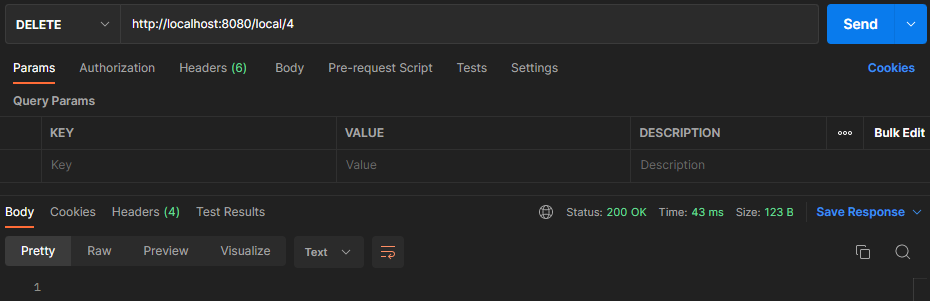 DELETE http://localhost:8080/local/4 Send
Params Authorization Headers (6) Body Pre-request Script Tests Settings Cookies
Query Params
KEY VALUE DESCRIPTION ooo Bulk Edit
Key Value Description
Body Cookies Headers (4) Test Results Status: 200 OK Time: 43 ms Size: 123 B Save Response
Pretty Raw Preview Visualize Text
1